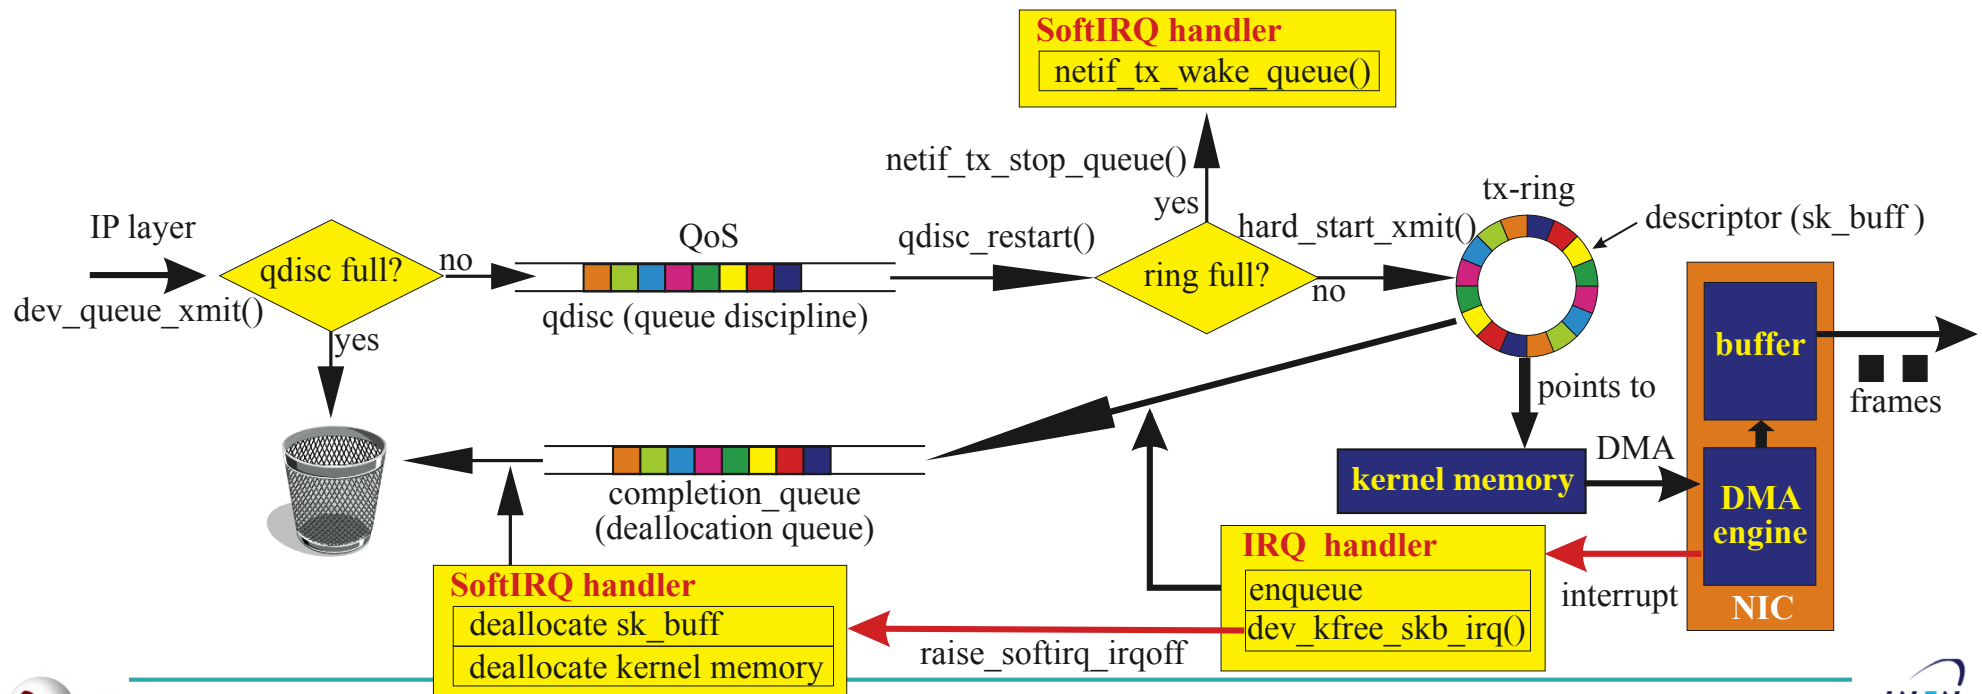 SoftIRQ handler
netif_tx_wake_queue()
netif_tx_stop_queue()
yes
IP layer
dev_queue_xmit()
qdisc full?
no
yes
QoS
qdisc (queue discipline)
qdisc_restart()
ring full?
hard_start_xmit()
no
tx-ring
descriptor (sk_buff )
points to
kernel memory
DMA
buffer
DMA
engine
NIC
frames
interrupt
IRQ handler
enqueue
dev_kfree_skb_irq()
raise_softirq_irqoff
completion_queue
(deallocation queue)
SoftIRQ handler
deallocate sk_buff
deallocate kernel memory